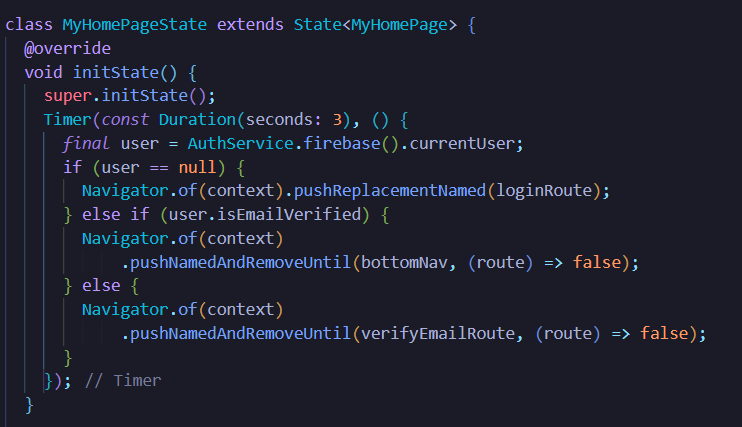 class MyHomePageState extends State<MyHomePage> {
  @override
  void initState() {
    super.initState();
    Timer(const Duration(seconds: 3), () {
      final user = AuthService.firebase().currentUser;
      if (user == null) {
        Navigator.of(context).pushReplacementNamed(loginRoute);
      } else if (user.isEmailVerified) {
        Navigator.of(context)
            .pushNamedAndRemoveUntil(bottomNav, (route) => false);
      } else {
        Navigator.of(context)
            .pushNamedAndRemoveUntil(verifyEmailRoute, (route) => false);
      }
    }); // Timer
  }